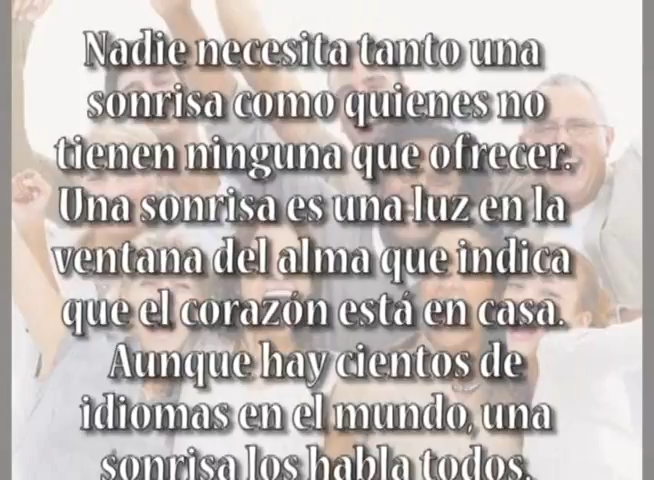 Nadie necesita tanto una
sonrisa como quienes no
tienen ninguna que ofrecer.
Una sonrisa es una luz en la
ventana del alma que indica
que el corazón está en casa.
Aunque hay cientos de
idiomas en el mundo, una
sonrisa los habla todos.